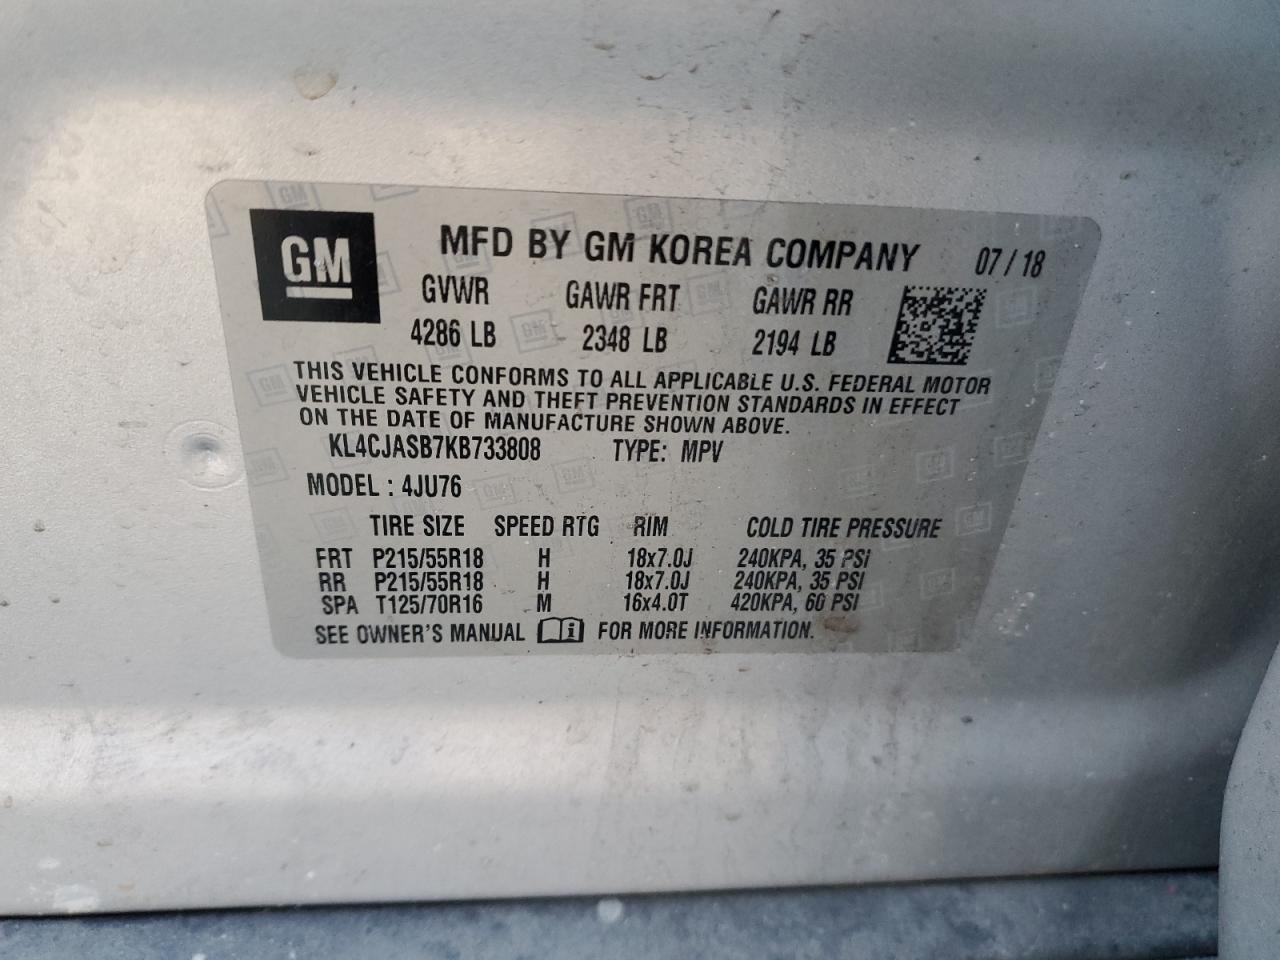 GM
MFD BY GM KOREA COMPANY 07/18
GVWR GAWR FRT GAWR RR
4286 LB 2348 LB 2194 LB
THIS VEHICLE CONFORMS TO ALL APPLICABLE U.S. FEDERAL MOTOR
VEHICLE SAFETY AND THEFT PREVENTION STANDARDS IN EFFECT
ON THE DATE OF MANUFACTURE SHOWN ABOVE.
KL4CJASB7KB733808 TYPE: MPV
MODEL : 4JU76
TIRE SIZE SPEED RTG RIM COLD TIRE PRESSURE
FRT P215/55R18 H 18x7.0J 240KPA, 35 PSI
RR P215/55R18 H 18x7.0J 240KPA, 35 PSI
SPA T125/70R16 M 16x4.0T 420KPA, 60 PSI
SEE OWNER'S MANUAL FOR MORE INFORMATION.